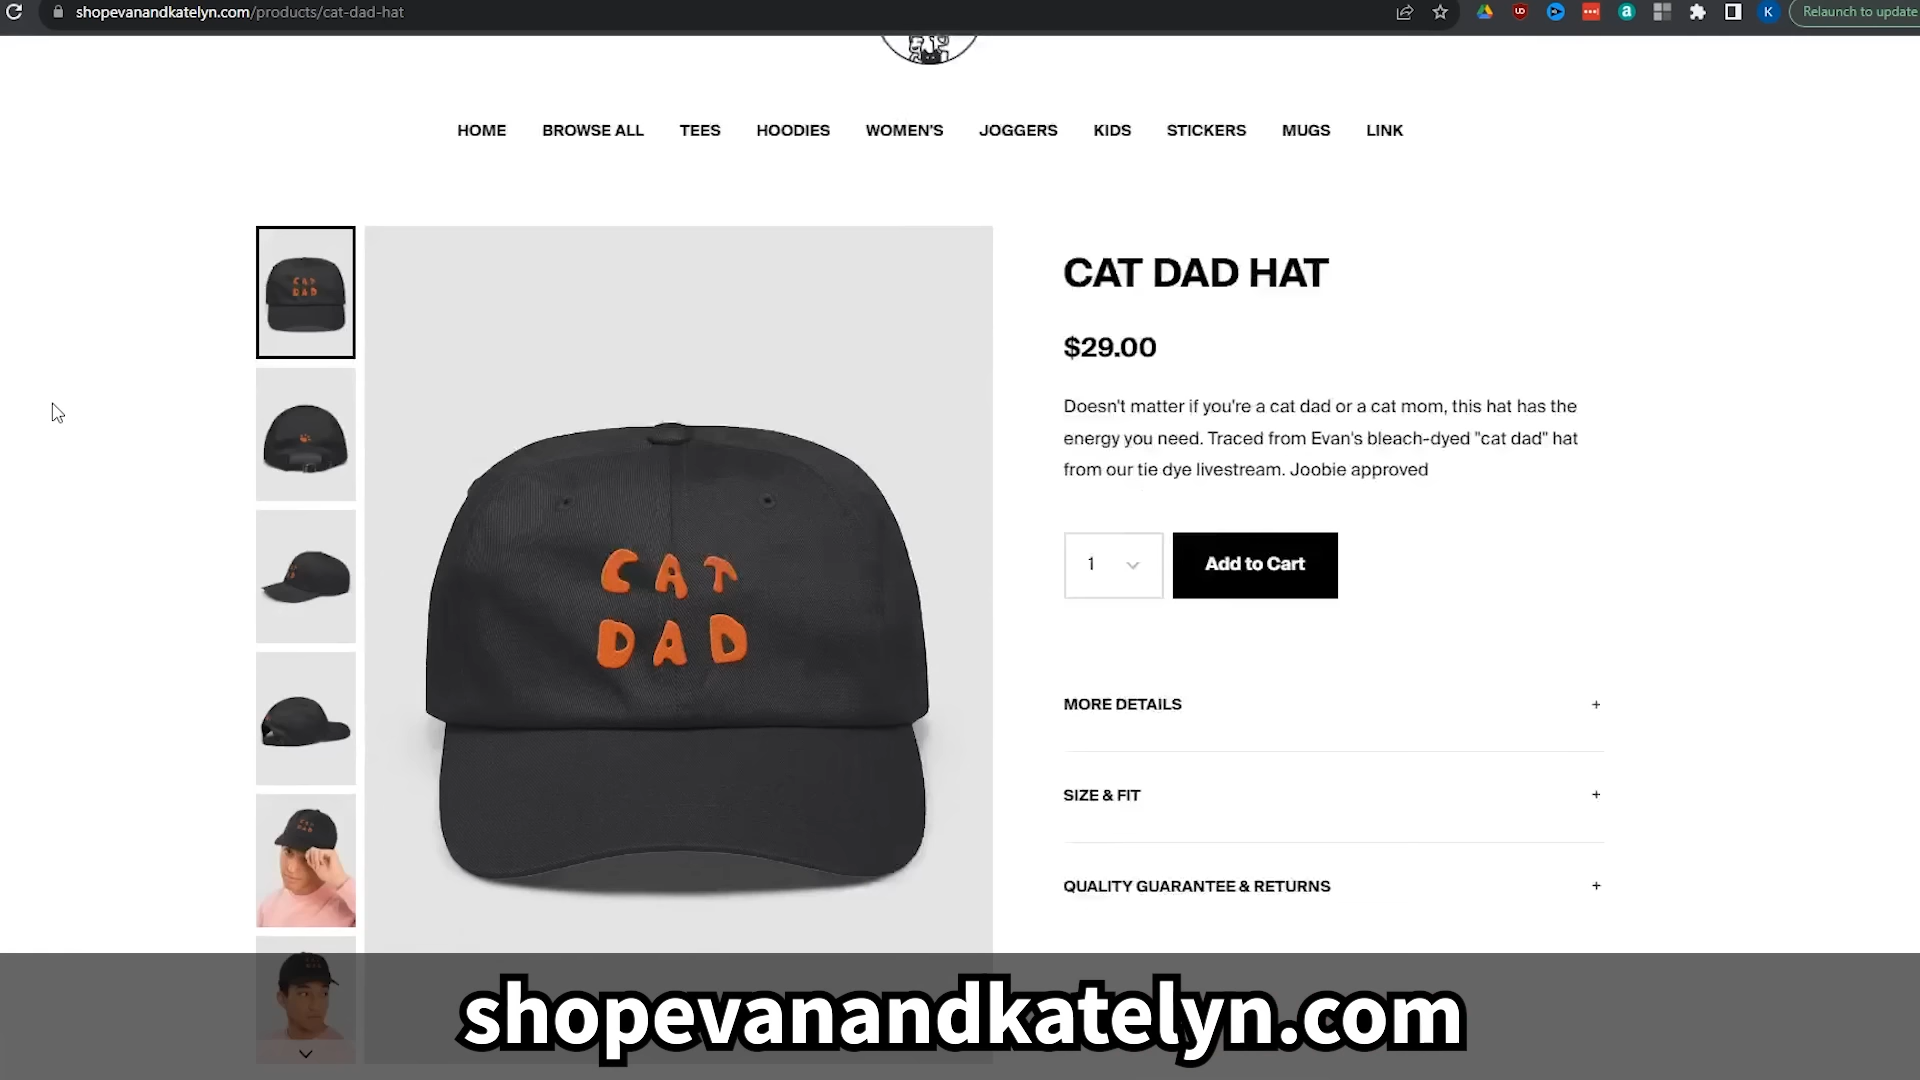 shopevanandkatelyn.com/products/cat-dad-hat
Relaunch to update
HOME BROWSE ALL TEES HOODIES WOMEN'S JOGGERS KIDS STICKERS MUGS LINK
CAT DAD HAT
$29.00
Doesn't matter if you're a cat dad or a cat mom, this hat has the
energy you need. Traced from Evan's bleach-dyed "cat dad" hat
from our tie dye livestream. Joobie approved
1
Add to Cart
MORE DETAILS +
SIZE & FIT +
QUALITY GUARANTEE & RETURNS +
CAT
DAD
CAT
DAD
shopevanandkatelyn.com